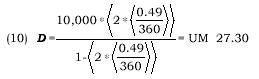 (10) D = 10,000 * ⟨2 * ⟨0.49/360⟩⟩ / 1-⟨2 * ⟨0.49/360⟩⟩ = UM 27.30